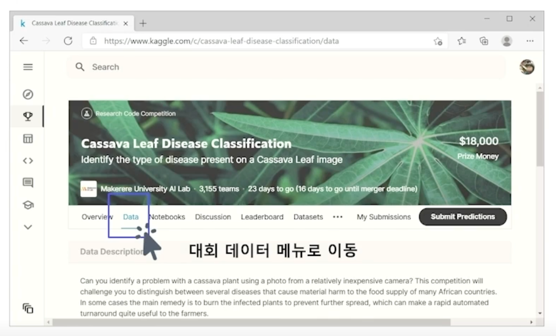 Cassava Leaf Disease Classification
https://www.kaggle.com/c/cassava-leaf-disease-classification/data
Search
Research Code Competition
Cassava Leaf Disease Classification
$18,000
Identify the type of disease present on a Cassava Leaf image
Prize Money
Makerere University AI Lab · 3,155 teams · 23 days to go (16 days to go until merger deadline)
Overview Data Notebooks Discussion Leaderboard Datasets ••• My Submissions Submit Predictions
Data Description
대회 데이터 메뉴로 이동
Can you identify a problem with a cassava plant using a photo from a relatively inexpensive camera? This competition will
challenge you to distinguish between several diseases that cause material harm to the food supply of many African countries.
In some cases the main remedy is to burn the infected plants to prevent further spread, which can make a rapid automated
turnaround quite useful to the farmers.